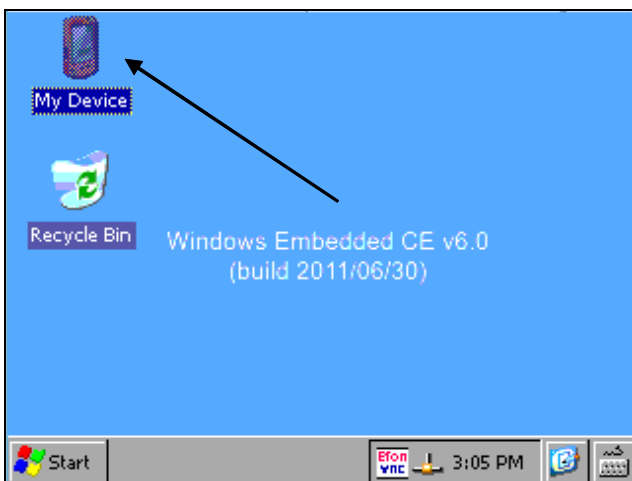 My Device
Recycle Bin
Windows Embedded CE v6.0
(build 2011/06/30)
Start
Efon
VNC
3:05 PM